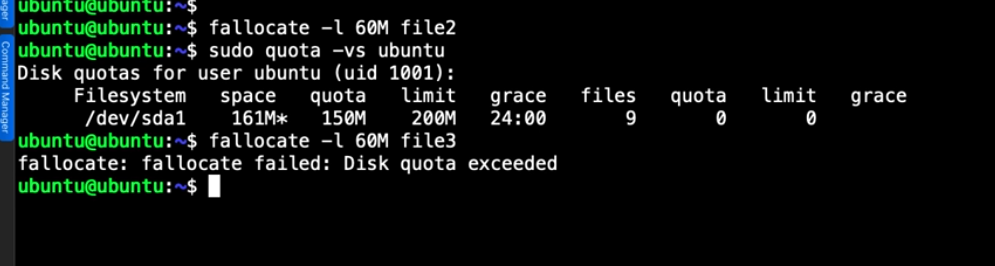 ager
Command Manager
ubuntu@ubuntu:~$
ubuntu@ubuntu:~$ fallocate -l 60M file2
ubuntu@ubuntu:~$ sudo quota -vs ubuntu
Disk quotas for user ubuntu (uid 1001):
     Filesystem   space   quota   limit   grace   files   quota   limit   grace
      /dev/sda1    161M*   150M    200M   24:00       9       0       0
ubuntu@ubuntu:~$ fallocate -l 60M file3
fallocate: fallocate failed: Disk quota exceeded
ubuntu@ubuntu:~$